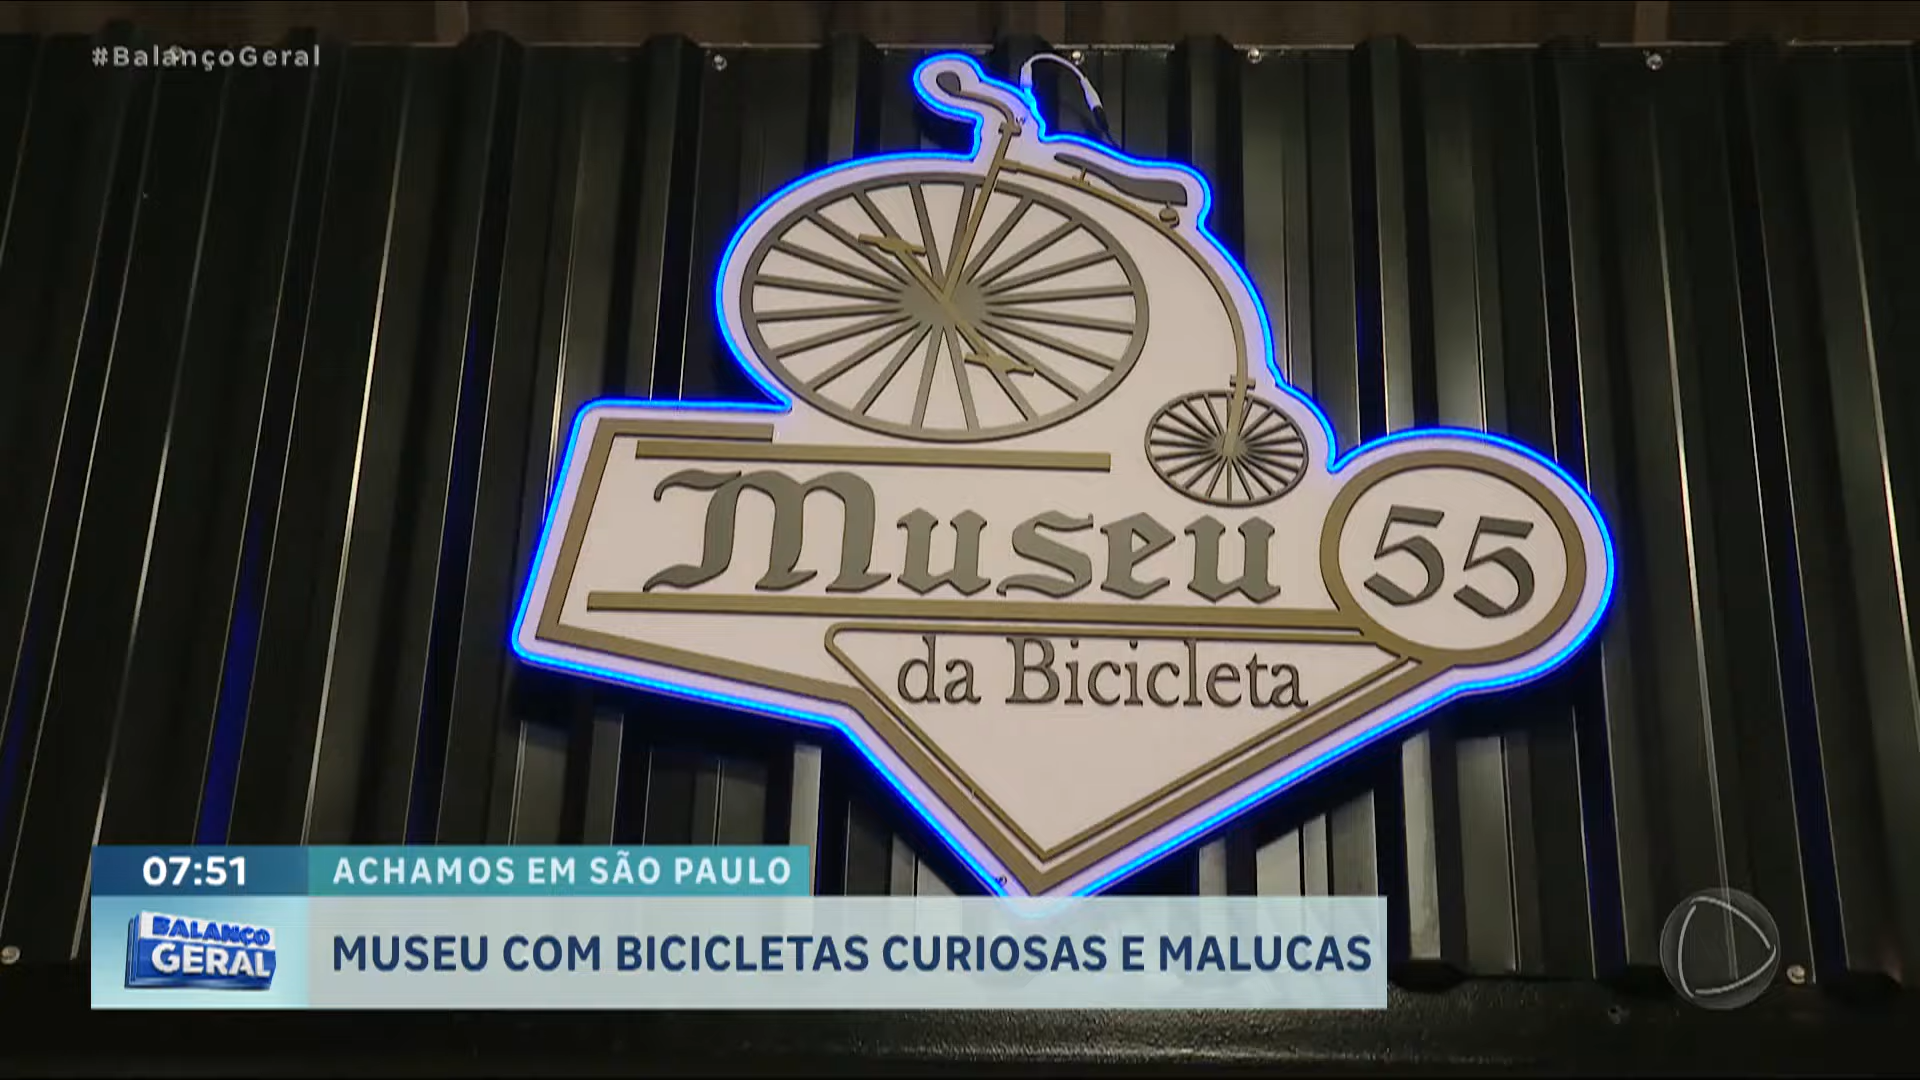 #BalançoGeral
Museu
55
da Bicicleta
07:51
ACHAMOS EM SÃO PAULO
BALANÇO
GERAL
MUSEU COM BICICLETAS CURIOSAS E MALUCAS